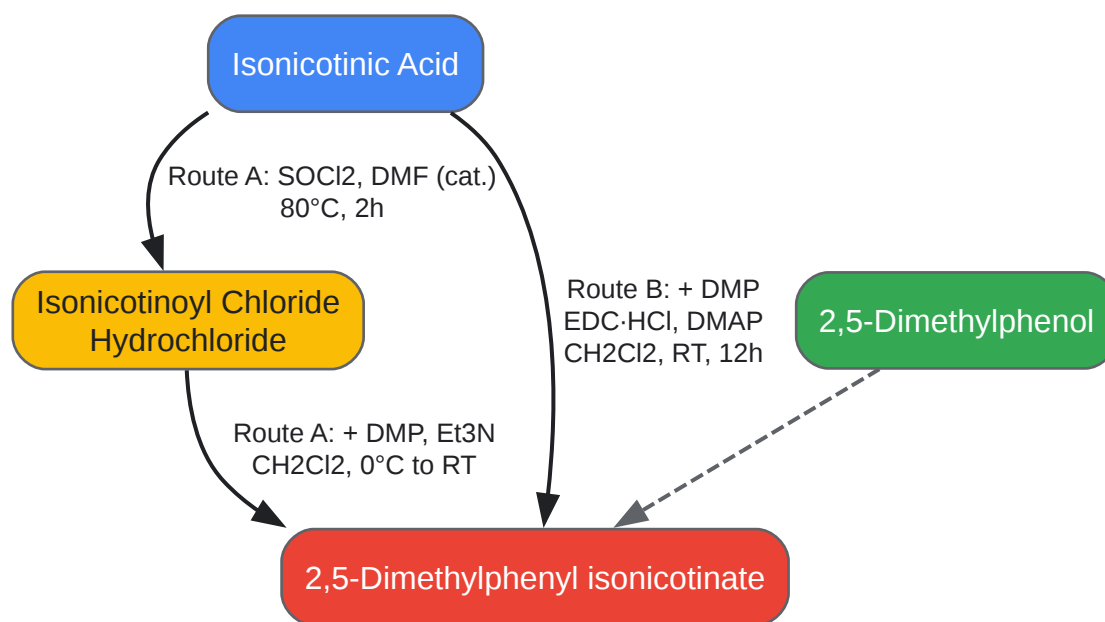 Isonicotinic Acid
Route A: SOCl2, DMF (cat.)
80°C, 2h
Isonicotinoyl Chloride
Hydrochloride
Route B: + DMP
EDC·HCl, DMAP
CH2Cl2, RT, 12h
2,5-Dimethylphenol
Route A: + DMP, Et3N
CH2Cl2, 0°C to RT
2,5-Dimethylphenyl isonicotinate